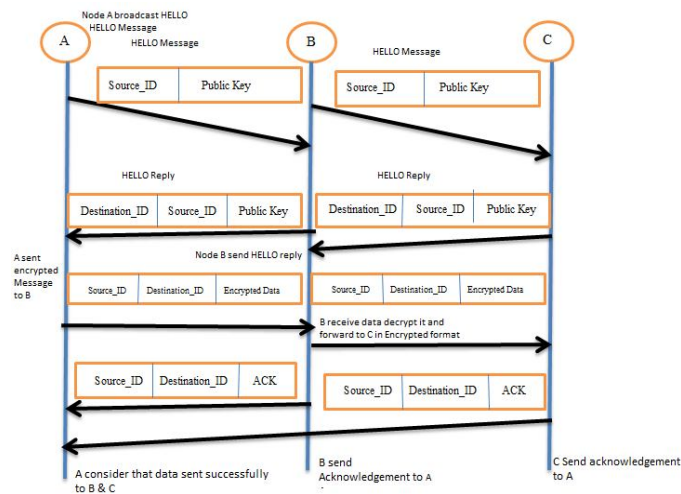 Node A broadcast HELLO
HELLO Message
HELLO Message
HELLO Message
A
B
C
Source_ID Public Key
Source_ID Public Key
HELLO Reply
HELLO Reply
Destination_ID Source_ID Public Key
Destination_ID Source_ID Public Key
Node B send HELLO reply
A sent
encrypted
Message
to B
Source_ID Destination_ID Encrypted Data
Source_ID Destination_ID Encrypted Data
B receive data decrypt it and
forward to C in Encrypted format
Source_ID Destination_ID ACK
Source_ID Destination_ID ACK
A consider that data sent successfully
to B & C
B send
Acknowledgement to A
C Send acknowledgement
to A